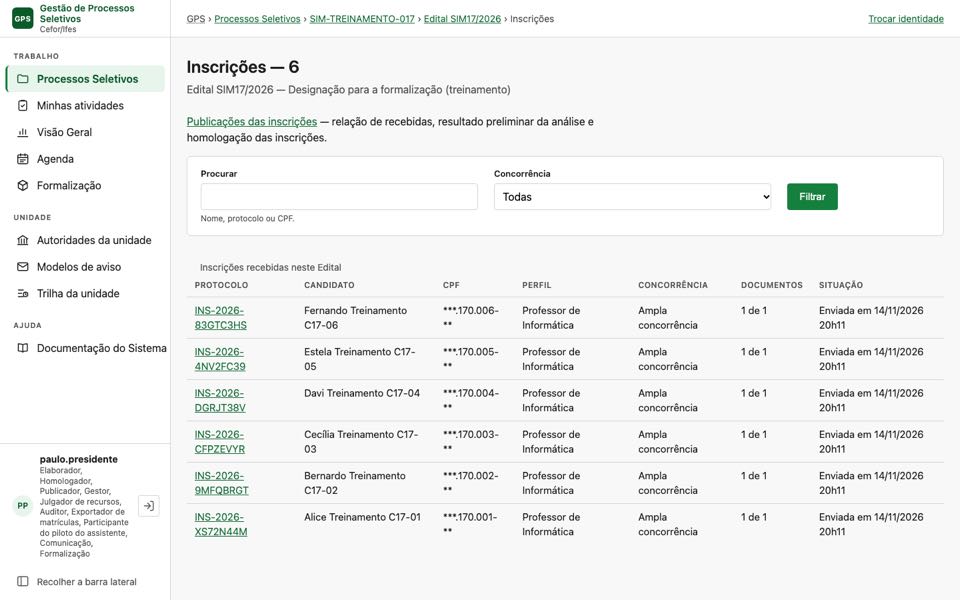 GPS
Gestão de Processos
Seletivos
Cefor/Ifes
TRABALHO
Processos Seletivos
Minhas atividades
Visão Geral
Agenda
Formalização
UNIDADE
Autoridades da unidade
Modelos de aviso
Trilha da unidade
AJUDA
Documentação do Sistema
PP
paulo.presidente
Elaborador,
Homologador,
Publicador, Gestor,
Julgador de recursos,
Auditor, Exportador de
matrículas, Participante
do piloto do assistente,
Comunicação,
Formalização
Recolher a barra lateral
GPS › Processos Seletivos › SIM-TREINAMENTO-017 › Edital SIM17/2026 › Inscrições
Trocar identidade
Inscrições — 6
Edital SIM17/2026 — Designação para a formalização (treinamento)
Publicações das inscrições — relação de recebidas, resultado preliminar da análise e
homologação das inscrições.
Procurar
Nome, protocolo ou CPF.
Concorrência
Todas
Filtrar
Inscrições recebidas neste Edital
PROTOCOLO CANDIDATO CPF PERFIL CONCORRÊNCIA DOCUMENTOS SITUAÇÃO
INS-2026- Fernando Treinamento ***.170.006- Professor de Ampla 1 de 1 Enviada em 14/11/2026
83GTC3HS C17-06 ** Informática concorrência 20h11
INS-2026- Estela Treinamento C17- ***.170.005- Professor de Ampla 1 de 1 Enviada em 14/11/2026
4NV2FC39 05 ** Informática concorrência 20h11
INS-2026- Davi Treinamento C17-04 ***.170.004- Professor de Ampla 1 de 1 Enviada em 14/11/2026
DGRJT38V ** Informática concorrência 20h11
INS-2026- Cecília Treinamento C17- ***.170.003- Professor de Ampla 1 de 1 Enviada em 14/11/2026
CFPZEVYR 03 ** Informática concorrência 20h11
INS-2026- Bernardo Treinamento ***.170.002- Professor de Ampla 1 de 1 Enviada em 14/11/2026
9MFQBRGT C17-02 ** Informática concorrência 20h11
INS-2026- Alice Treinamento C17-01 ***.170.001- Professor de Ampla 1 de 1 Enviada em 14/11/2026
XS72N44M ** Informática concorrência 20h11